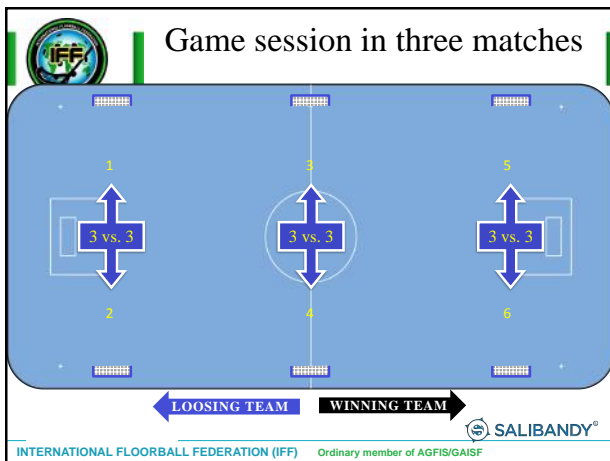 Game session in three matches
IFF
1 3 5
3 vs. 3 3 vs. 3 3 vs. 3
2 4 6
LOOSING TEAM WINNING TEAM
SALIBANDY®
INTERNATIONAL FLOORBALL FEDERATION (IFF) Ordinary member of AGFIS/GAISF